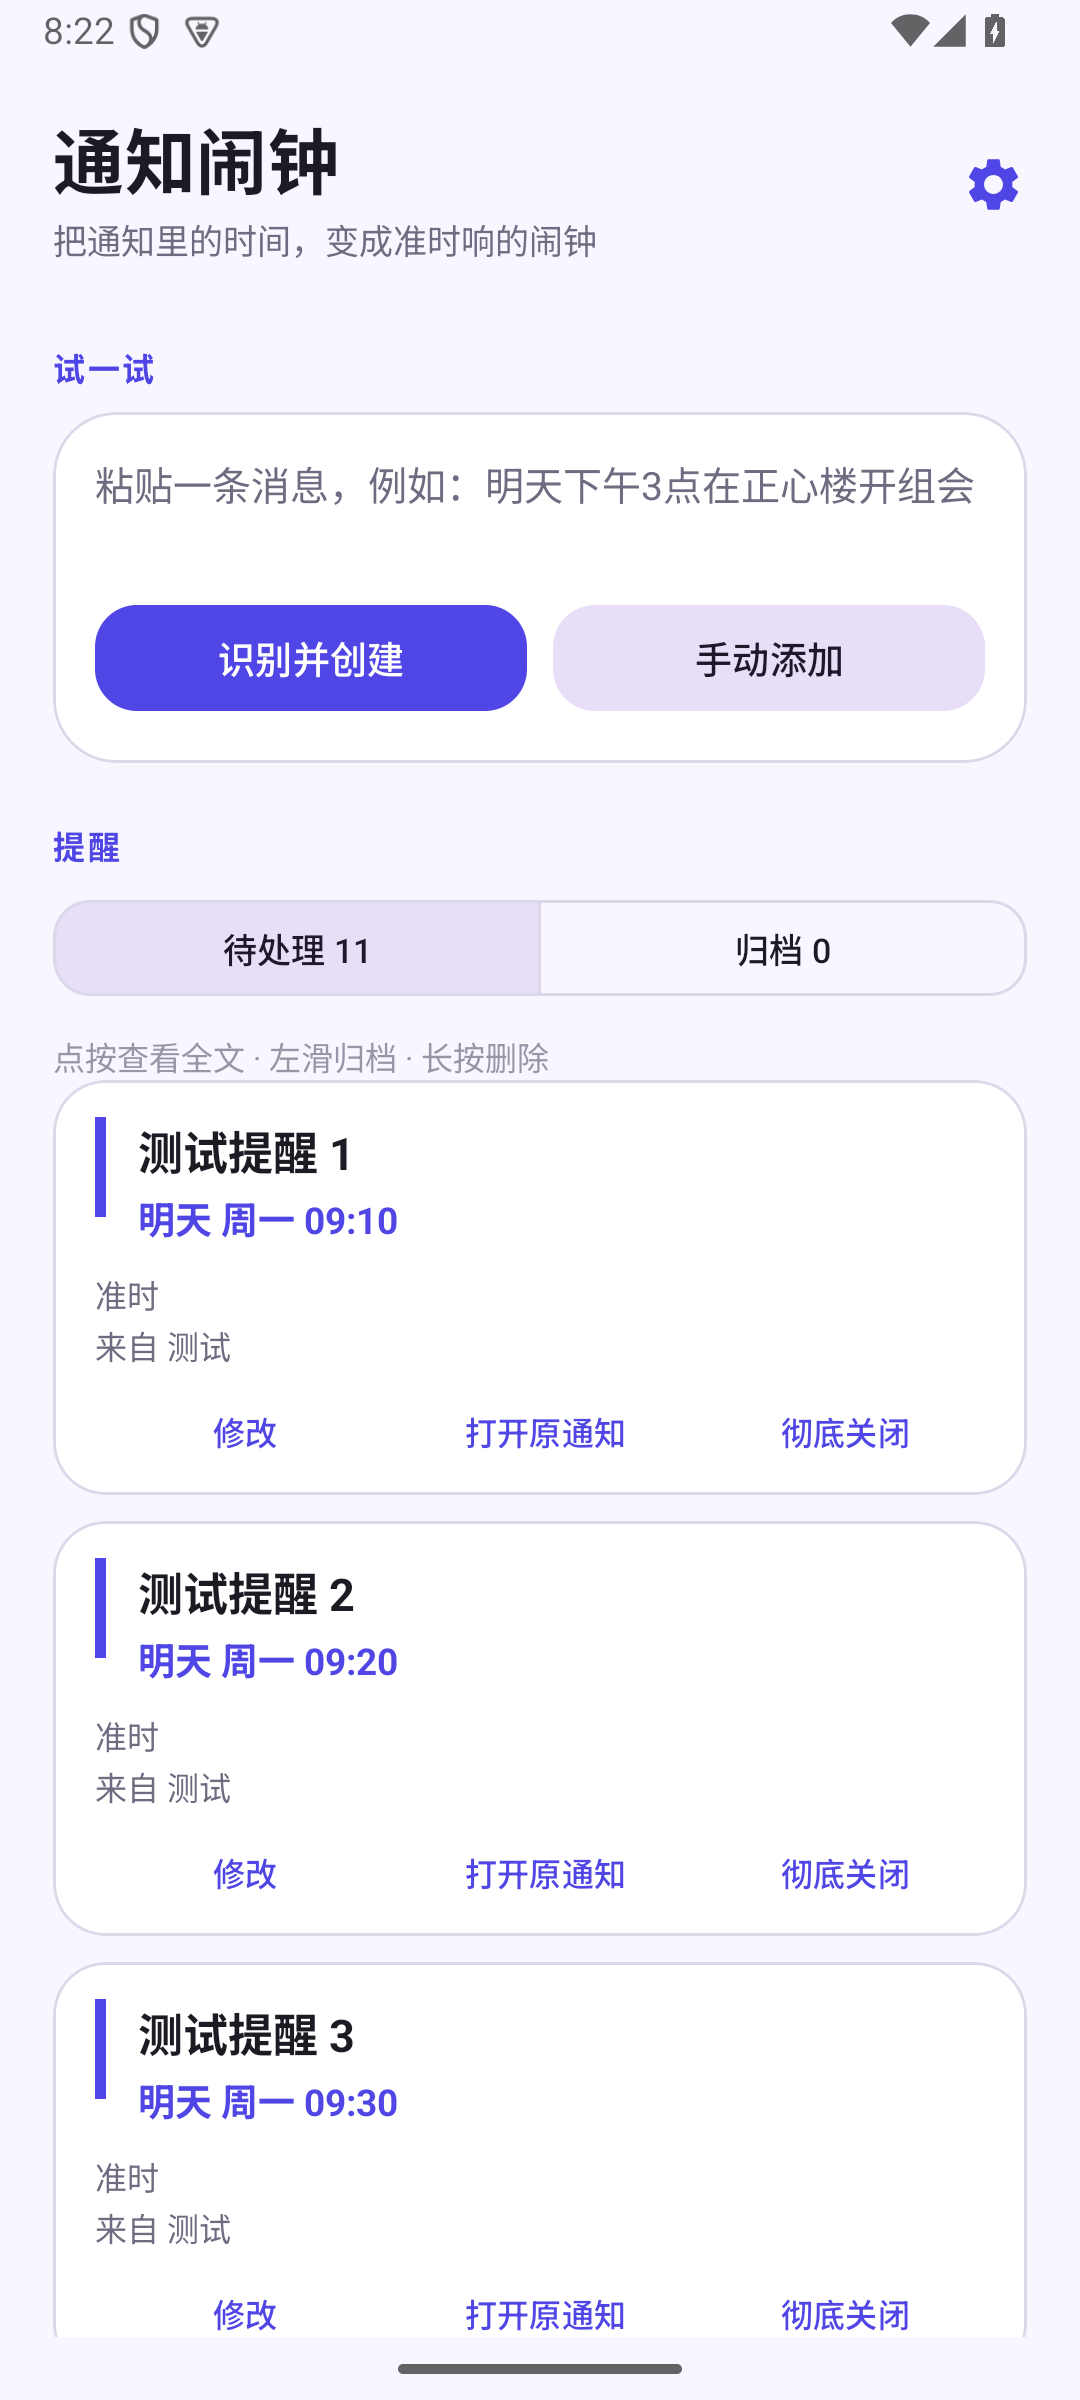 8:22
通知闹钟
把通知里的时间，变成准时响的闹钟
试一试
粘贴一条消息，例如：明天下午3点在正心楼开组会
识别并创建 手动添加
提醒
待处理 11 归档 0
点按查看全文 · 左滑归档 · 长按删除
测试提醒 1
明天 周一 09:10
准时
来自 测试
修改 打开原通知 彻底关闭
测试提醒 2
明天 周一 09:20
准时
来自 测试
修改 打开原通知 彻底关闭
测试提醒 3
明天 周一 09:30
准时
来自 测试
修改 打开原通知 彻底关闭